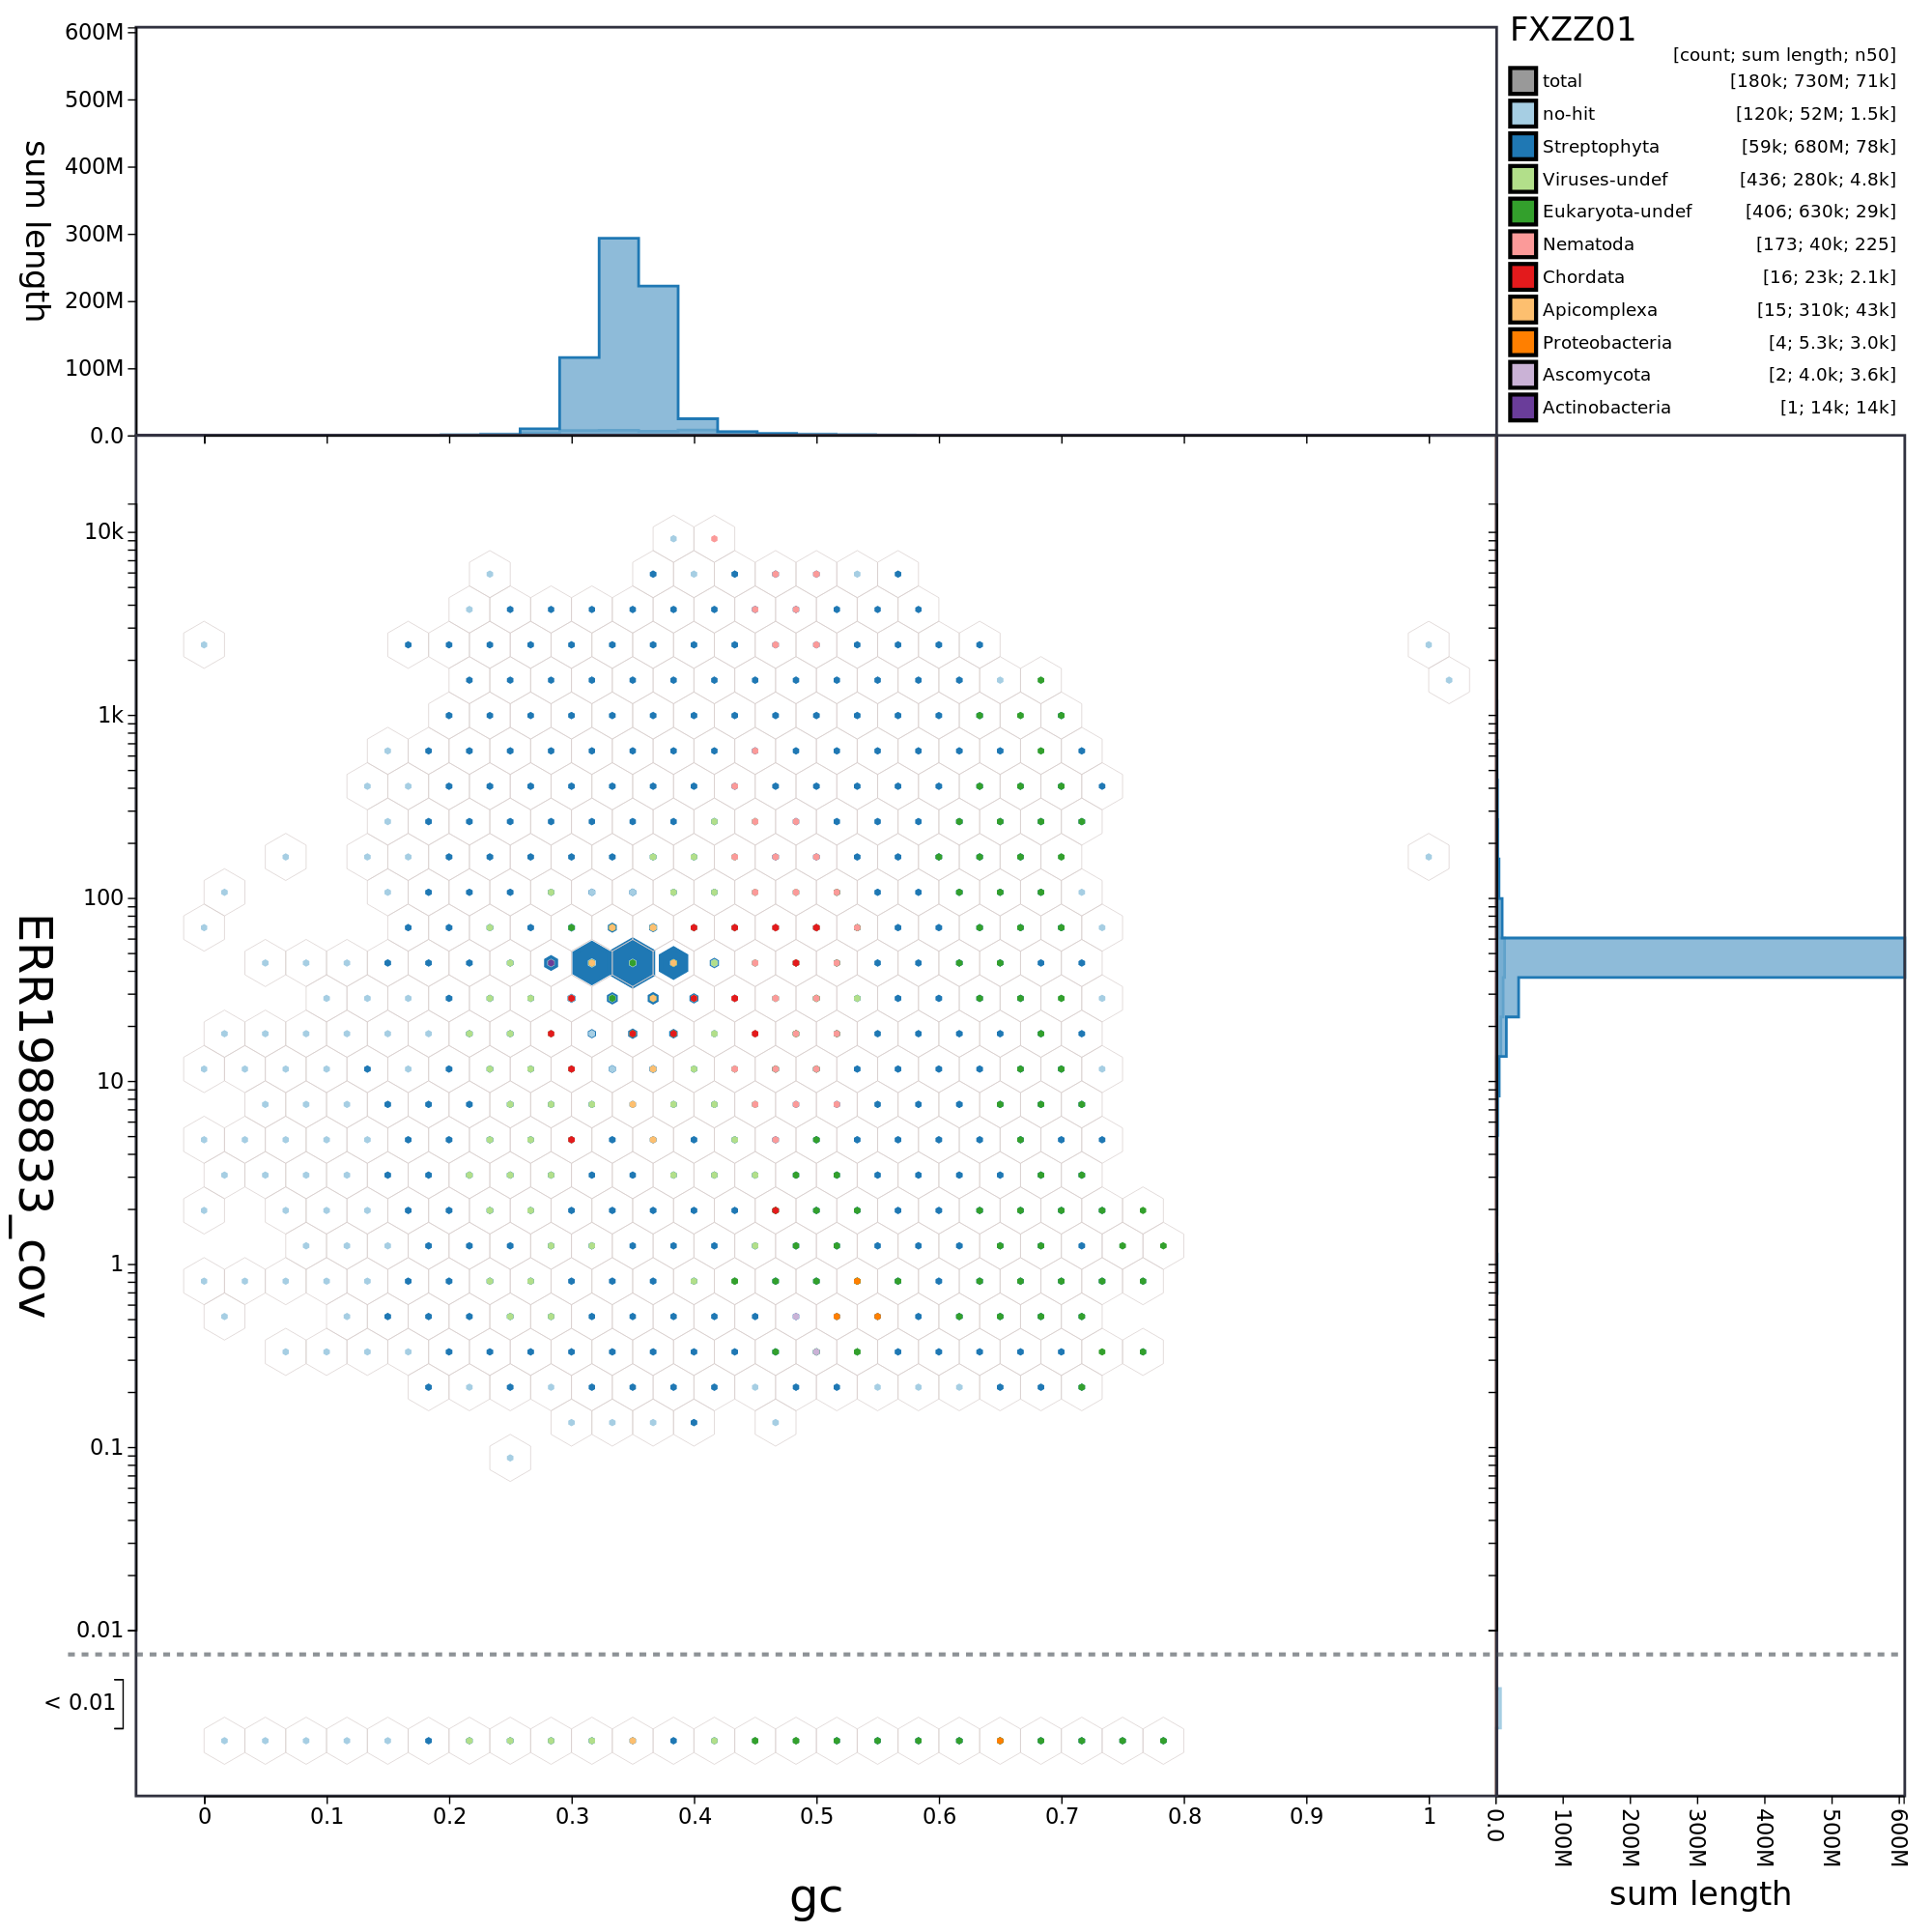 600M
500M
400M
300M
200M
100M
0.0
sum length
FXZZ01
[count; sum length; n50]
total [180k; 730M; 71k]
no-hit [120k; 52M; 1.5k]
Streptophyta [59k; 680M; 78k]
Viruses-undef [436; 280k; 4.8k]
Eukaryota-undef [406; 630k; 29k]
Nematoda [173; 40k; 225]
Chordata [16; 23k; 2.1k]
Apicomplexa [15; 310k; 43k]
Proteobacteria [4; 5.3k; 3.0k]
Ascomycota [2; 4.0k; 3.6k]
Actinobacteria [1; 14k; 14k]
10k
1k
100
10
1
0.1
0.01
< 0.01
ERR1988833_cov
0 0.1 0.2 0.3 0.4 0.5 0.6 0.7 0.8 0.9 1
gc
0.0 100M 200M 300M 400M 500M 600M
sum length